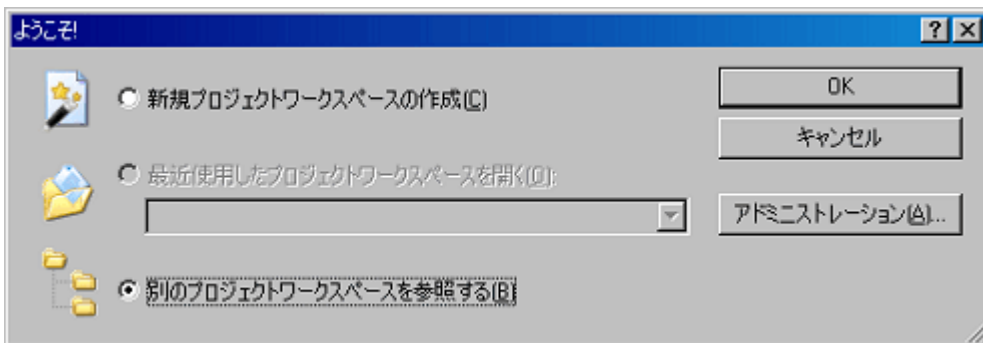 ようこそ!
新規プロジェクトワークスペースの作成(C)
OK
キャンセル
最近使用したプロジェクトワークスペースを開く(O):
アドミニストレーション(A)...
別のプロジェクトワークスペースを参照する(B)